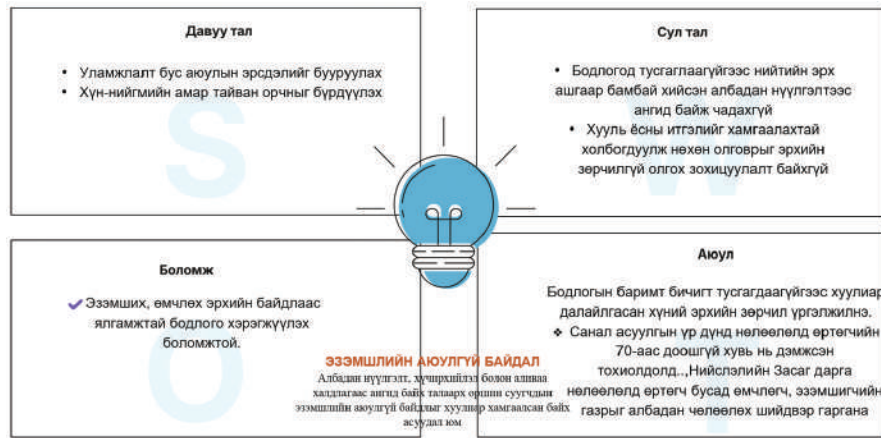 Давуу тал
• Уламжлалт бус аюулын эрсдэлийг бууруулах
• Хүн-нийгмийн амар тайван орчныг бүрдүүлэх
S
Сул тал
• Бодлогод тусгаглаагүйгээс нийтийн эрх
ашгаар бамбай хийсэн албадан нүүлгэлтээс
ангид байж чадахгүй
• Хууль ёсны итгэлийг хамгаалахтай
холбогдуулж нөхөн олговрыг эрхийн
зөрчилгүй олгох зохицуулалт байхгүй
W
Боломж
Эзэмших, өмчлөх эрхийн байдлаас
ялгамжтай бодлого хэрэгжүүлэх
боломжтой.
O
Аюул
Бодлогын баримт бичигт тусгагдаагүйгээс хуулиар
далайлгасан хүний эрхийн зөрчил үргэлжилнэ.
❖ Санал асуулгын үр дүнд нөлөөлөлд өртөгчийн
70-аас доошгүй хувь нь дэмжсэн
тохиолдолд..,Нийслэлийн Засаг дарга
нөлөөлөлд өртөгч бусад өмчлөгч, эзэмшигчийн
газрыг албадан чөлөөлөх шийдвэр гаргана
T
ЭЗЭМШЛИЙН АЮУЛГҮЙ БАЙДАЛ
Албадан нүүлгэлт, хүчирхийлэл болон аливаа
халдлагаас ангид байх талаарх оршин суугчдын
эзэмшлийн аюулгүй байдлыг хуулиар хамгаалсан байх
асуудал юм